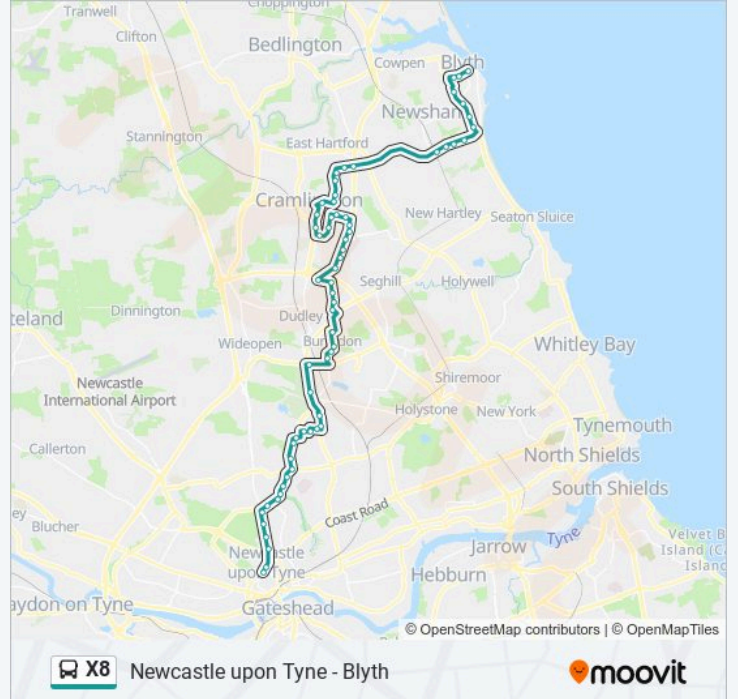 Choppington
Tranwell
Clifton
Bedlington
Cowpen
Blyth
Newsham
Stannington
East Hartford
Cramlington
New Hartley
Seaton Sluice
Seghill
Holywell
Dinnington
Dudley
Wideopen
Burradon
Whitley Bay
Newcastle
International Airport
Shiremoor
Holystone
New York
Tynemouth
North Shields
South Shields
Callerton
Coast Road
Blucher
Newcastle
upon Tyne
Jarrow
Tyne
Hebburn
aydon on Tyne
Gateshead
© OpenStreetMap contributors | © OpenMapTiles
X8 Newcastle upon Tyne - Blyth
moovit